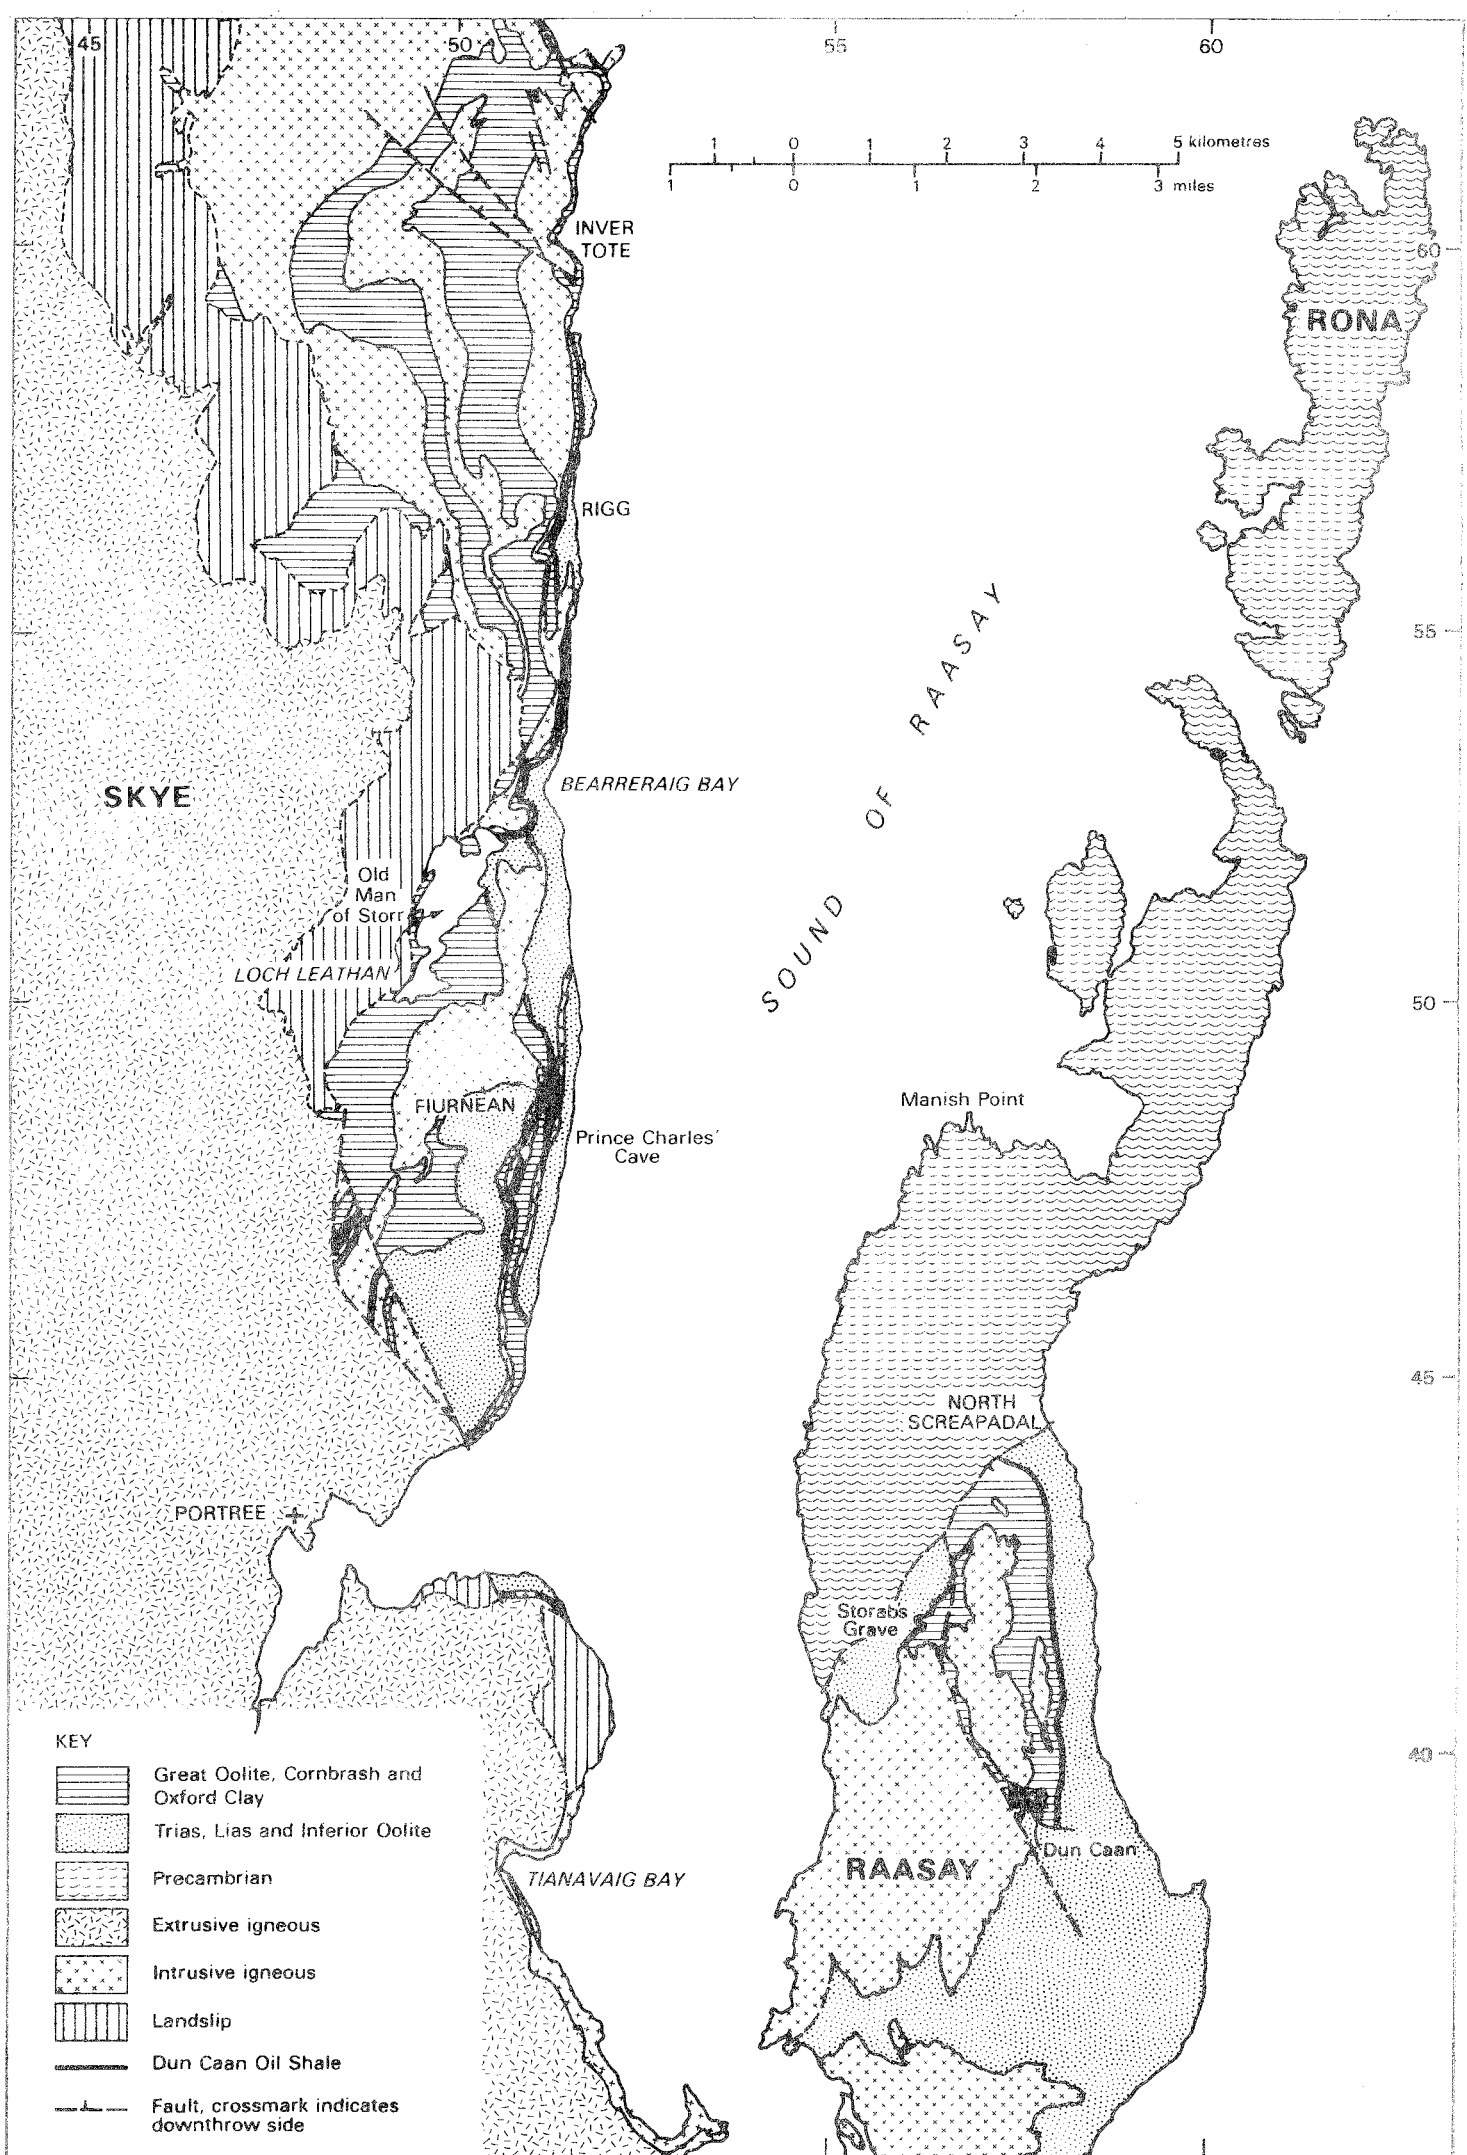 45
50
55
60
1 0 1 2 3 4 5 kilometres
1 0 1 2 3 miles
INVER
TOTE
60
RONA
RIGG
55
SOUND OF RAASAY
SKYE
BEARRERAIG BAY
Old
Man
of Storr
LOCH LEATHAN
50
Manish Point
FIURNEAN
Prince Charles'
Cave
45
NORTH
SCREAPADAL
PORTREE
Storab's
Grave
40
KEY
Great Oolite, Cornbrash and
Oxford Clay
Trias, Lias and Inferior Oolite
Precambrian
Extrusive igneous
Intrusive igneous
Landslip
Dun Caan Oil Shale
Fault, crossmark indicates
downthrow side
Dun Caan
RAASAY
TIANAVAIG BAY